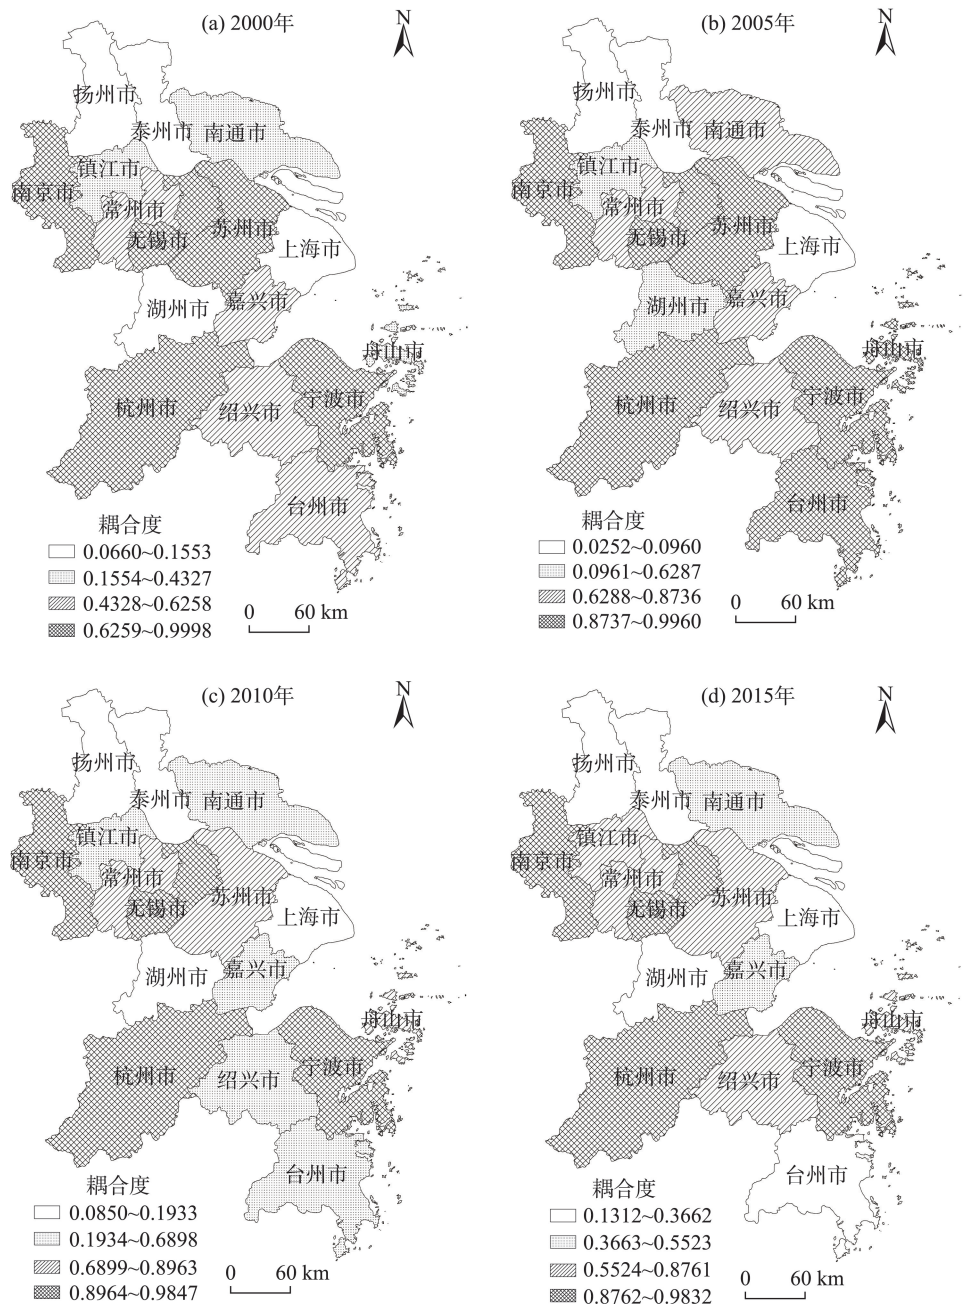 (a) 2000年
N
扬州市
泰州市
南通市
镇江市
南京市
常州市
无锡市
苏州市
上海市
湖州市
嘉兴市
舟山市
杭州市
绍兴市
宁波市
台州市
耦合度
0.0660~0.1553
0.1554~0.4327
0.4328~0.6258
0.6259~0.9998
0 60 km
(b) 2005年
N
扬州市
泰州市
南通市
镇江市
南京市
常州市
无锡市
苏州市
上海市
湖州市
嘉兴市
舟山市
杭州市
绍兴市
宁波市
台州市
耦合度
0.0252~0.0960
0.0961~0.6287
0.6288~0.8736
0.8737~0.9960
0 60 km
(c) 2010年
N
扬州市
泰州市
南通市
镇江市
南京市
常州市
无锡市
苏州市
上海市
湖州市
嘉兴市
舟山市
杭州市
绍兴市
宁波市
台州市
耦合度
0.0850~0.1933
0.1934~0.6898
0.6899~0.8963
0.8964~0.9847
0 60 km
(d) 2015年
N
扬州市
泰州市
南通市
镇江市
南京市
常州市
无锡市
苏州市
上海市
湖州市
嘉兴市
舟山市
杭州市
绍兴市
宁波市
台州市
耦合度
0.1312~0.3662
0.3663~0.5523
0.5524~0.8761
0.8762~0.9832
0 60 km